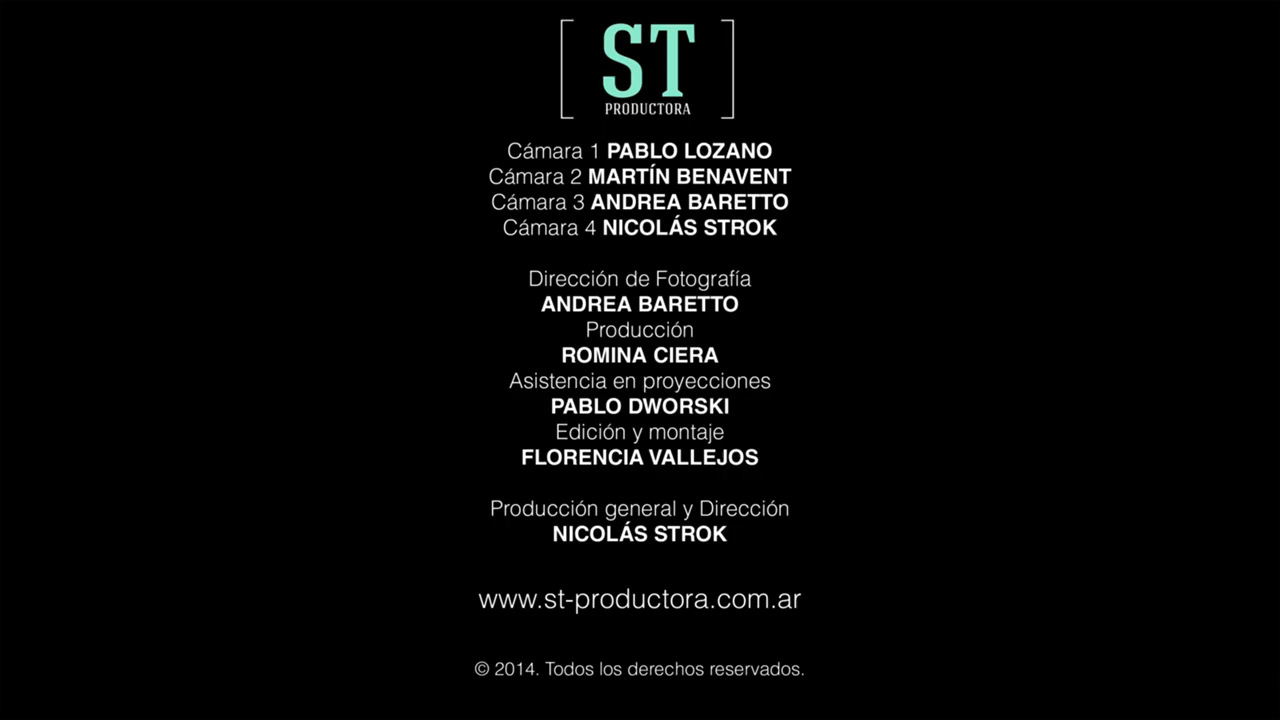 ST
PRODUCTORA
Cámara 1 PABLO LOZANO
Cámara 2 MARTÍN BENAVENT
Cámara 3 ANDREA BARETTO
Cámara 4 NICOLÁS STROK
Dirección de Fotografía
ANDREA BARETTO
Producción
ROMINA CIERA
Asistencia en proyecciones
PABLO DWORSKI
Edición y montaje
FLORENCIA VALLEJOS
Producción general y Dirección
NICOLÁS STROK
www.st-productora.com.ar
© 2014. Todos los derechos reservados.